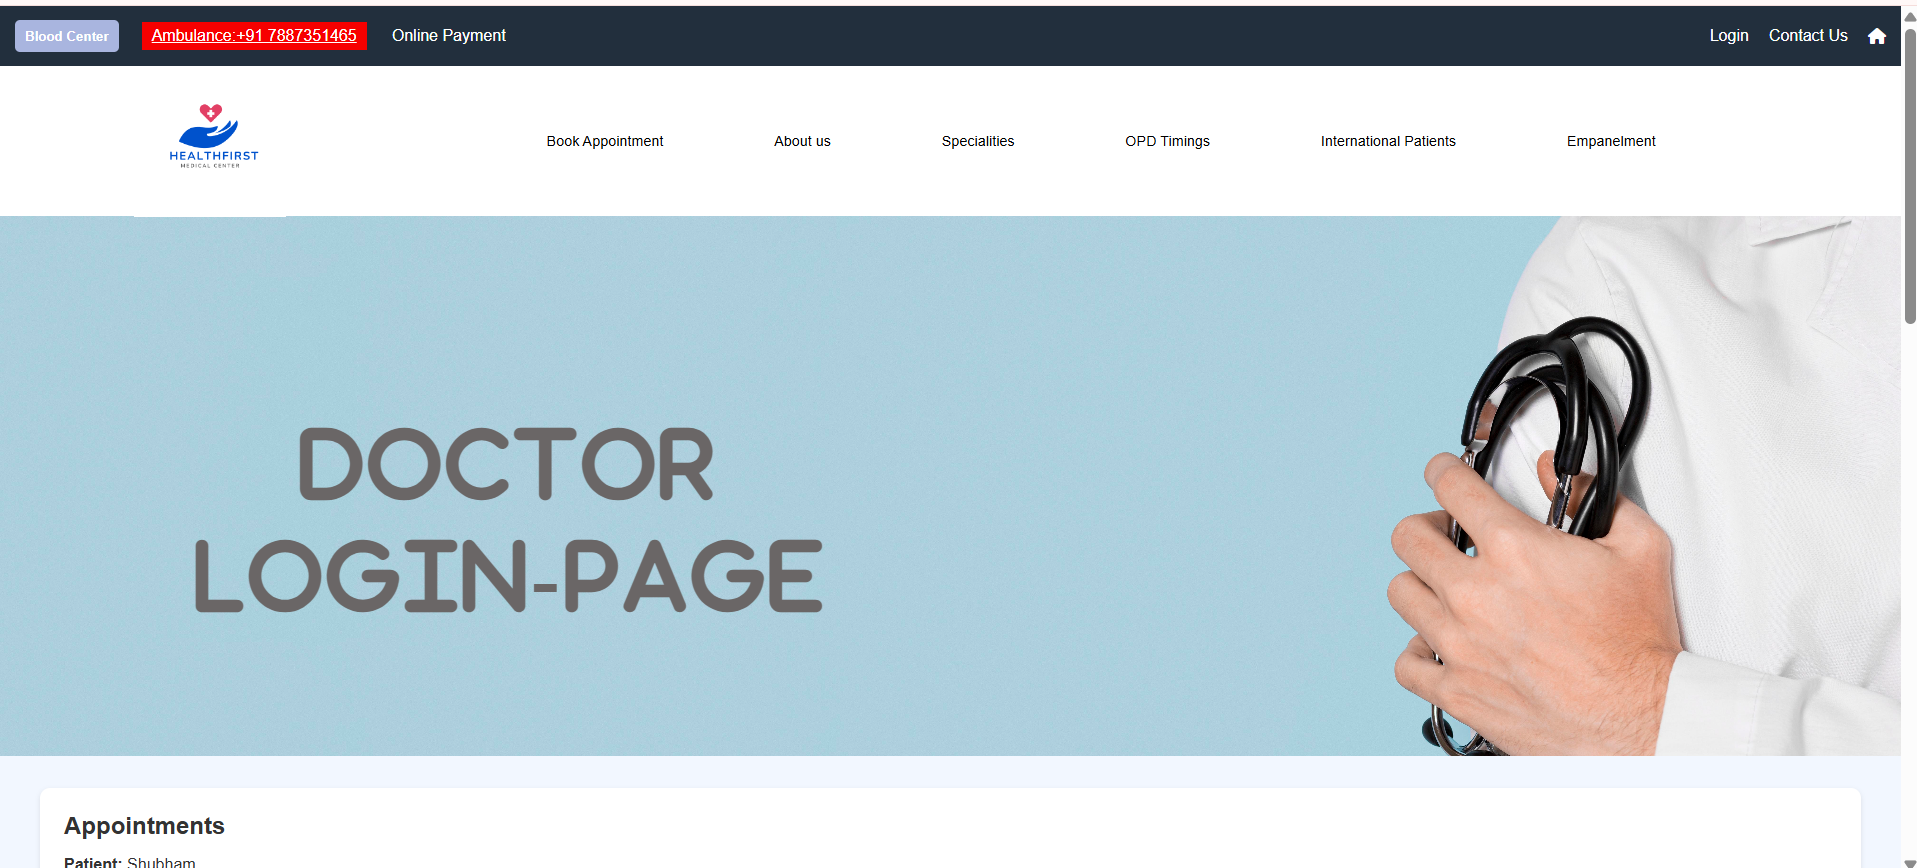 Blood Center
Ambulance:+91 7887351465
Online Payment
Login
Contact Us
HEALTHFIRST
MEDICAL CENTER
Book Appointment
About us
Specialities
OPD Timings
International Patients
Empanelment
DOCTOR
LOGIN-PAGE
Appointments
Patient: Shubham